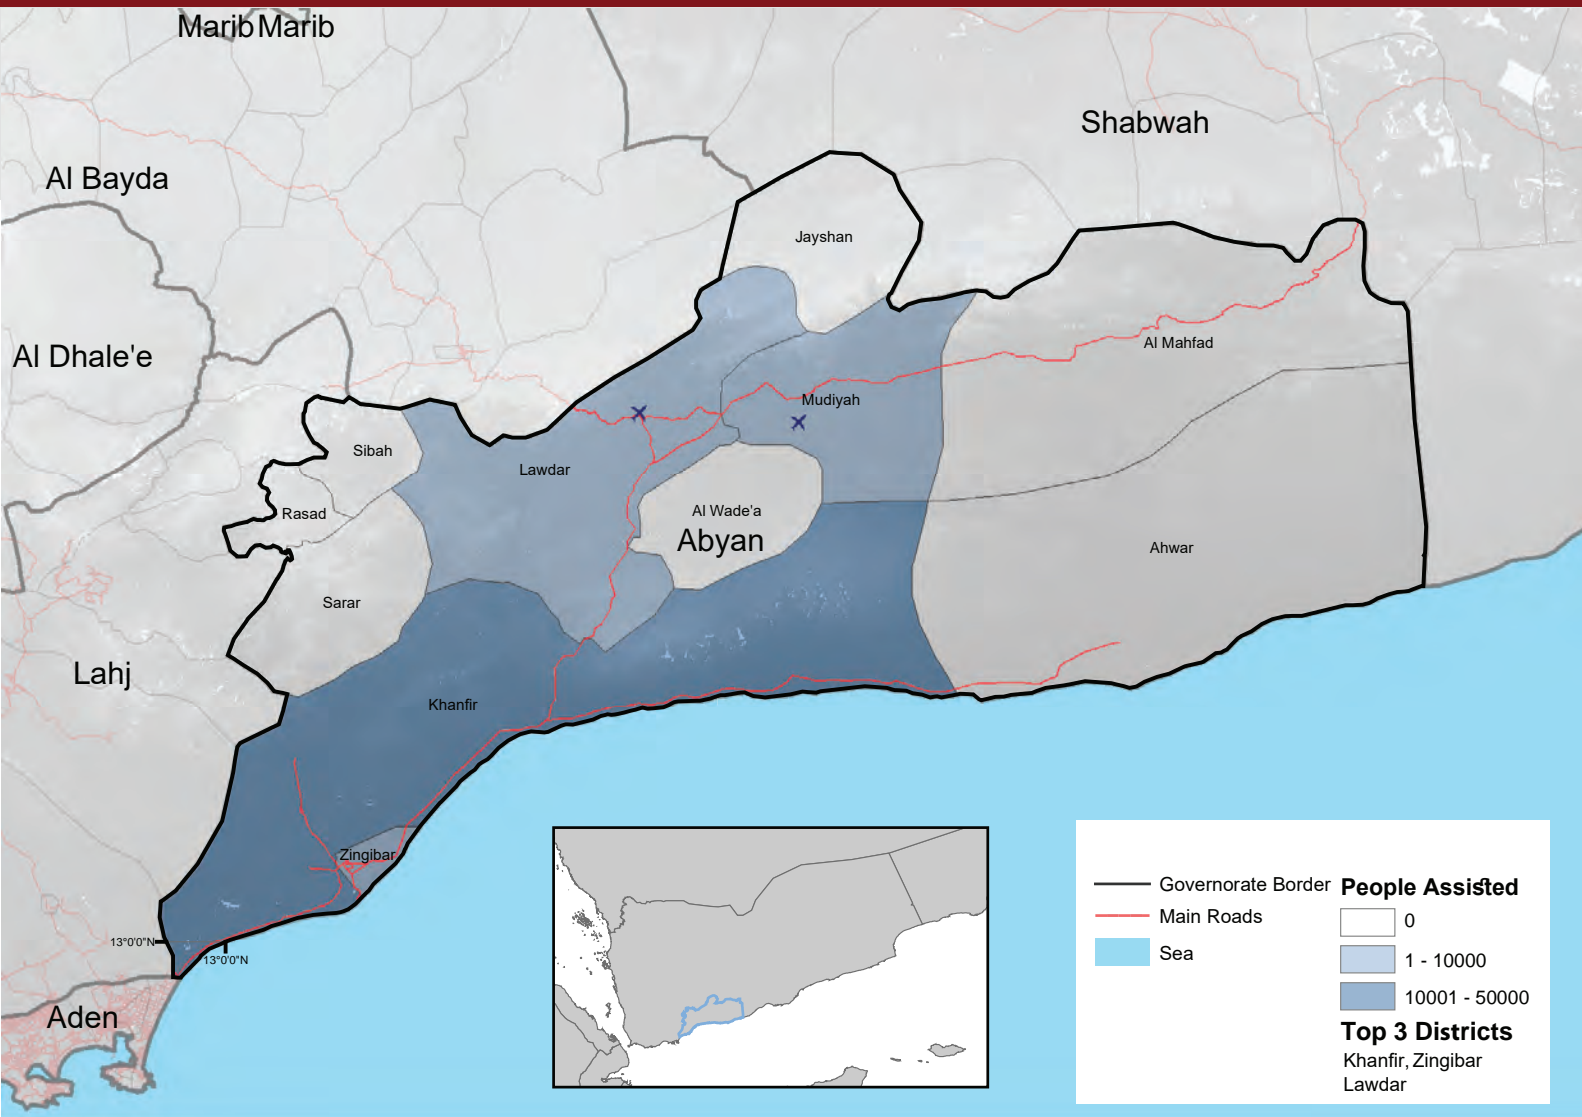 Marib Marib
Shabwah
Al Bayda
Jayshan
Al Mahfad
Al Dhale'e
Mudiyah
Sibah
Lawdar
Rasad
Al Wade'a
Abyan
Ahwar
Sarar
Lahj
Khanfir
Zingibar
13°0'0"N
13°0'0"N
Aden
Governorate Border
Main Roads
Sea
People Assisted
0
1 - 10000
10001 - 50000
Top 3 Districts
Khanfir, Zingibar
Lawdar